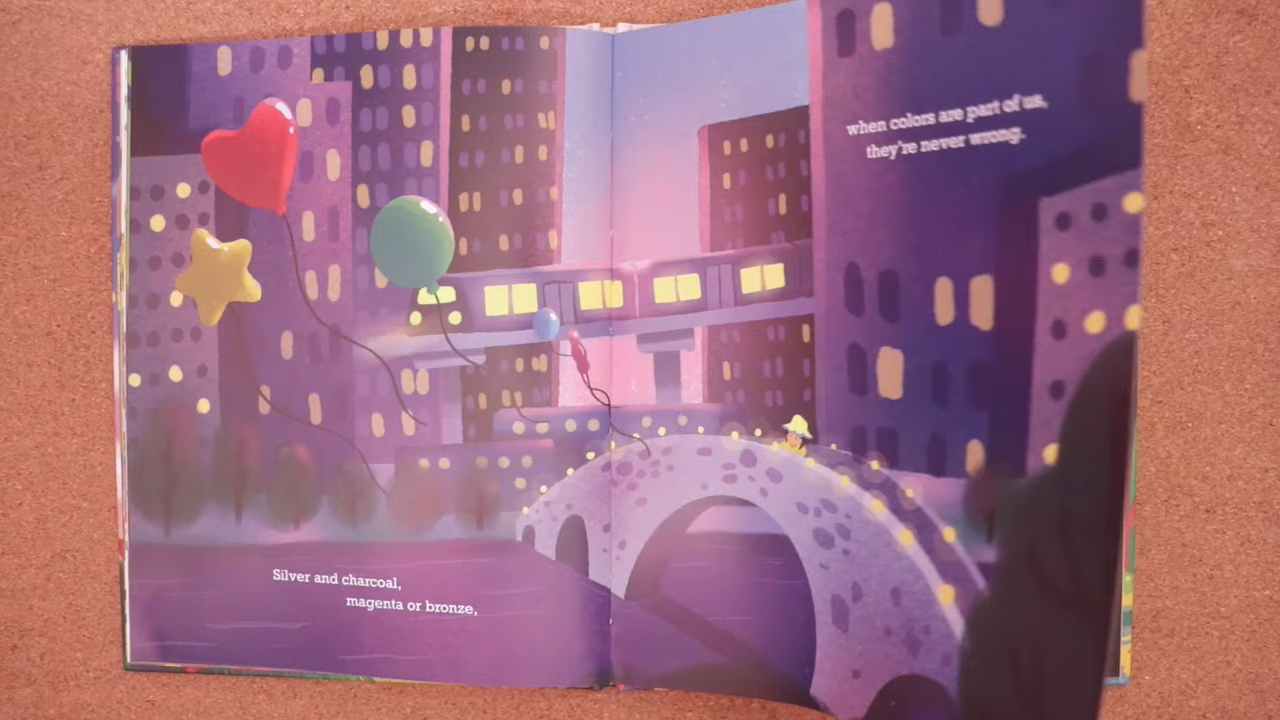 Silver and charcoal,
magenta or bronze,
when colors are part of us,
they're never wrong.